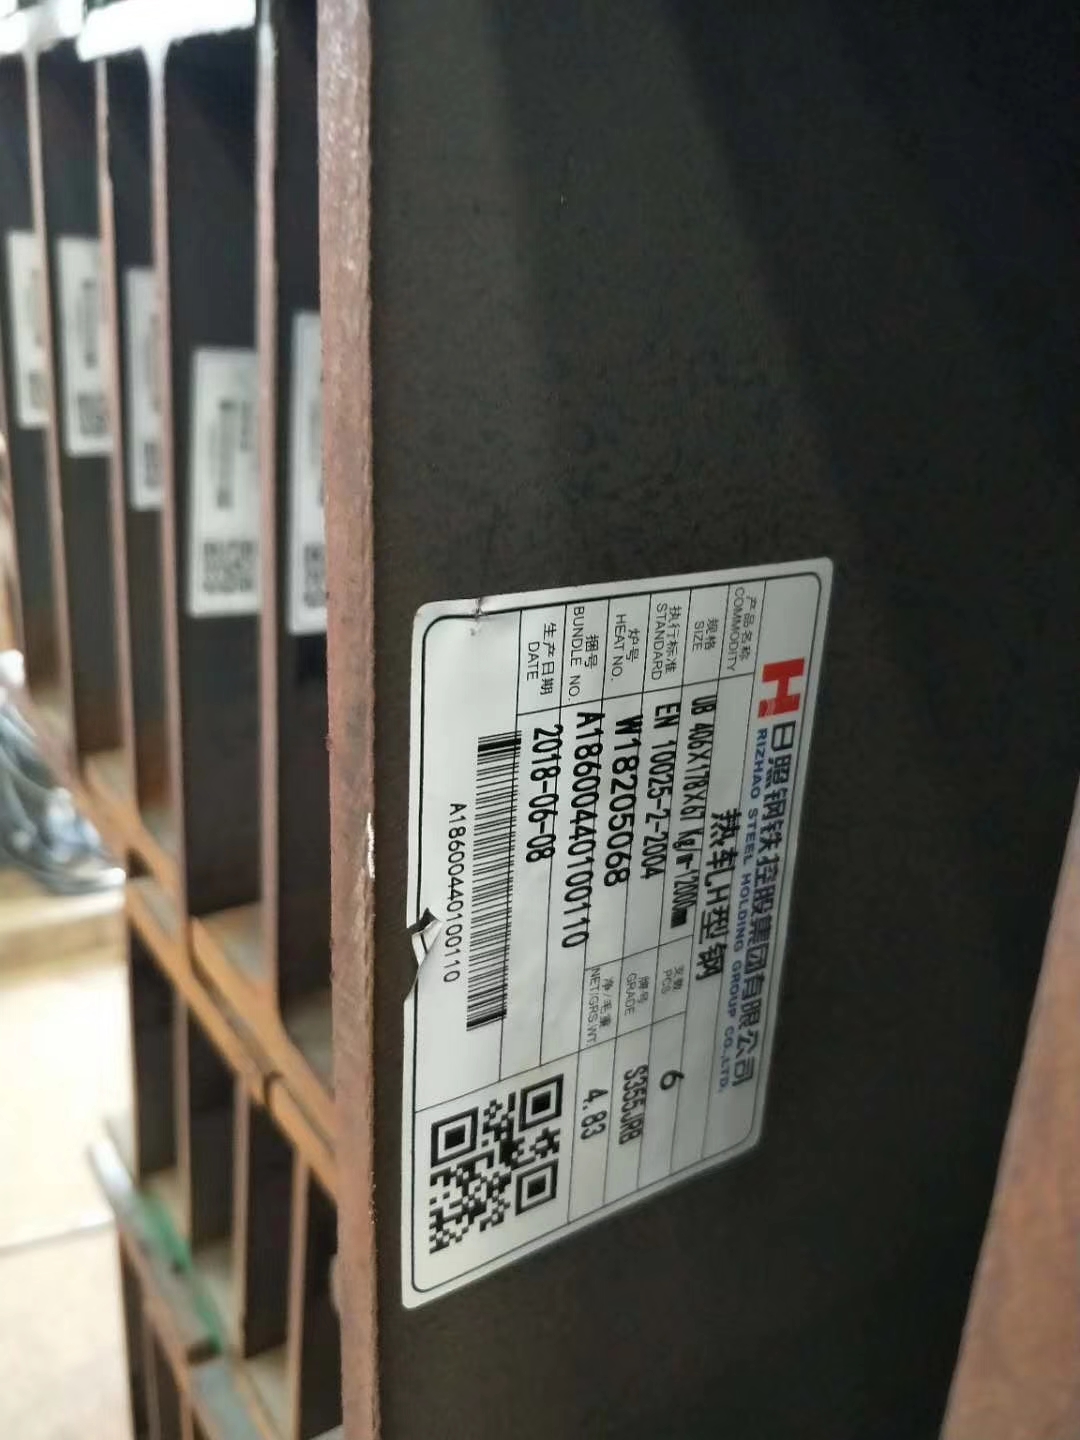 日照钢铁控股集团有限公司
RIZHAO STEEL HOLDING GROUP CO.,LTD.
产品名称
COMMODITY
热轧H型钢
规格
SIZE
UB 406X178X67 Kg/m*12000mm
支数
PCS
6
执行标准
STANDARD
EN 10025-2-2004
牌号
GRADE
S355JRB
炉号
HEAT NO.
W18205068
净/毛重
NET/GRS WT.
4.83
捆号
BUNDLE NO.
A18600440100110
生产日期
DATE
2018-06-08
A18600440100110